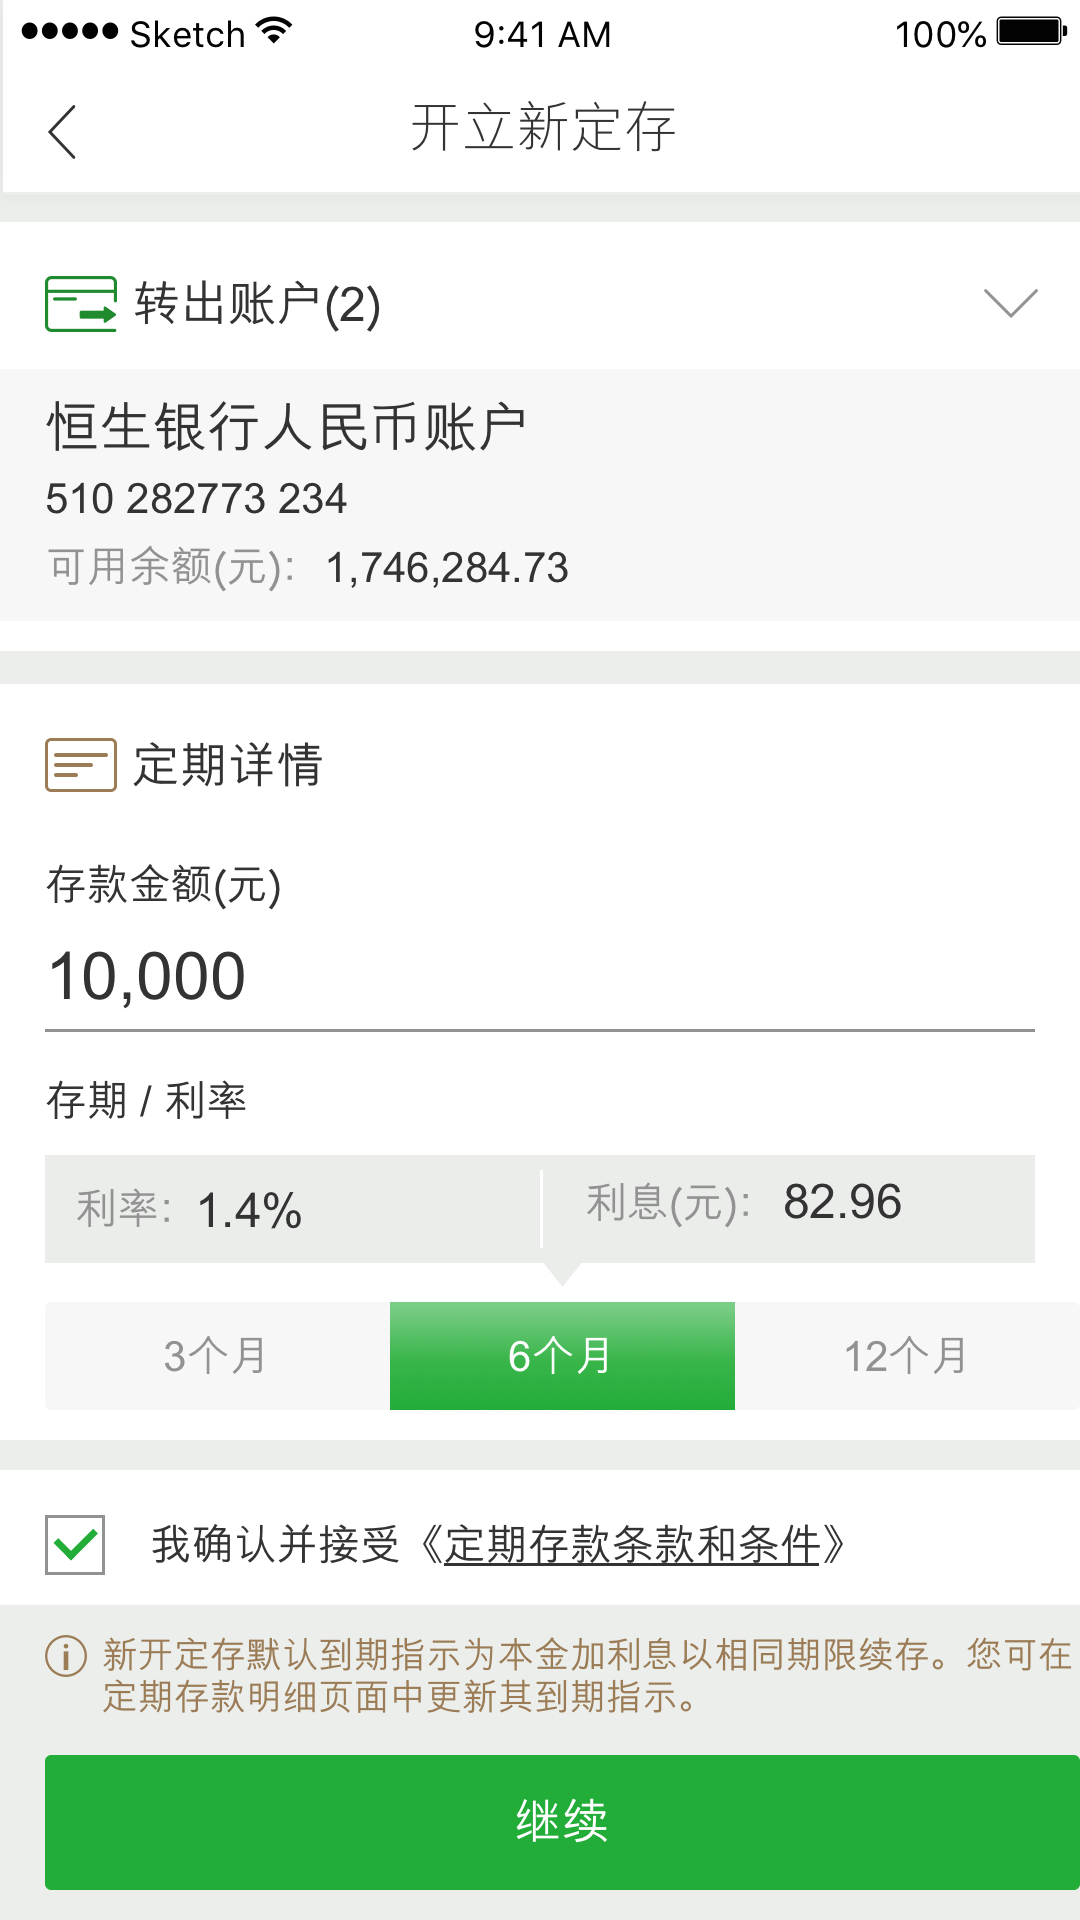 Sketch 9:41 AM 100%
开立新定存
转出账户(2)
恒生银行人民币账户
510 282773 234
可用余额(元): 1,746,284.73
定期详情
存款金额(元)
10,000
存期 / 利率
利率: 1.4% 利息(元): 82.96
3个月 6个月 12个月
我确认并接受《定期存款条款和条件》
新开定存默认到期指示为本金加利息以相同期限续存。您可在
定期存款明细页面中更新其到期指示。
继续